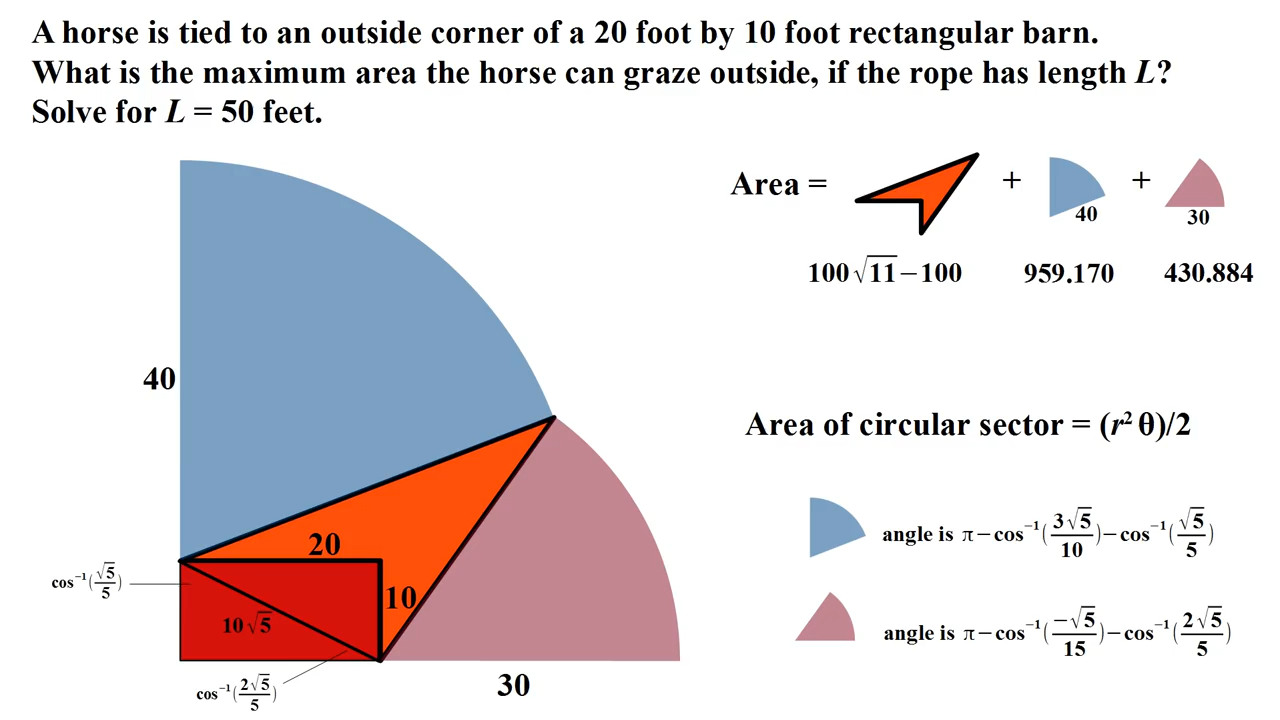 A horse is tied to an outside corner of a 20 foot by 10 foot rectangular barn.
What is the maximum area the horse can graze outside, if the rope has length L?
Solve for L = 50 feet.
Area = + + 
40
30
100√11−100 959.170 430.884
40
Area of circular sector = (r² θ)/2
angle is π−cos⁻¹(3√5/10)−cos⁻¹(√5/5)
20
cos⁻¹(√5/5)
10
10√5
angle is π−cos⁻¹(−√5/15)−cos⁻¹(2√5/5)
cos⁻¹(2√5/5)
30